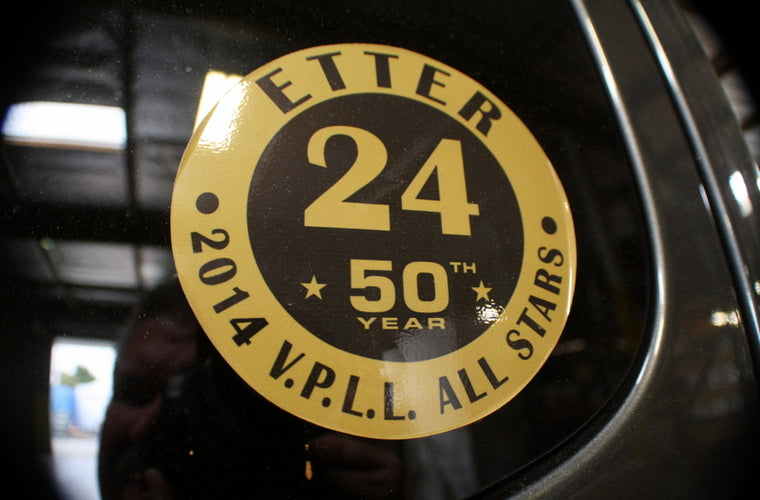 ETTER
24
50TH
YEAR
2014 V.P.L.L. ALL STARS